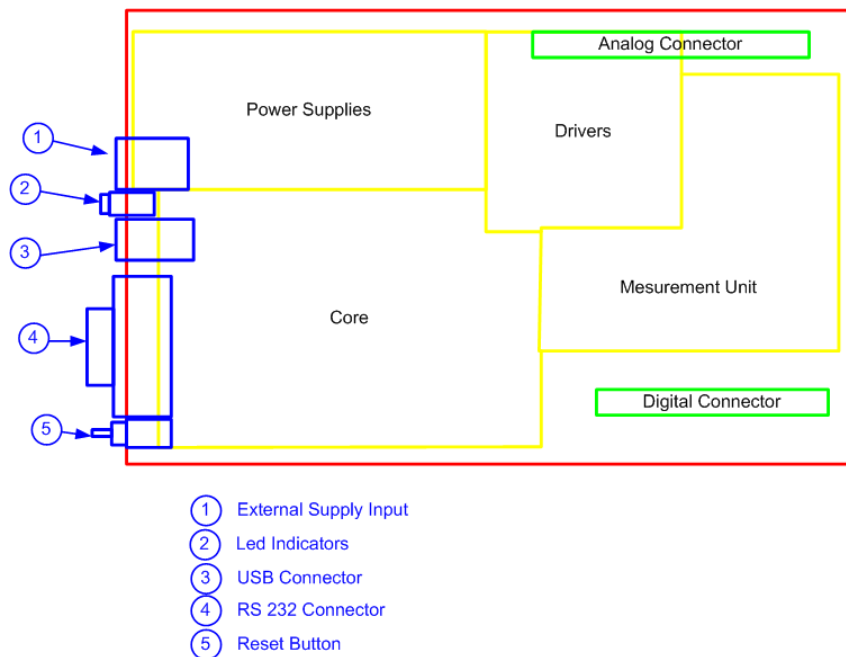 Analog Connector
Power Supplies
Drivers
1
2
3
Mesurement Unit
Core
4
Digital Connector
5
1 External Supply Input
2 Led Indicators
3 USB Connector
4 RS 232 Connector
5 Reset Button